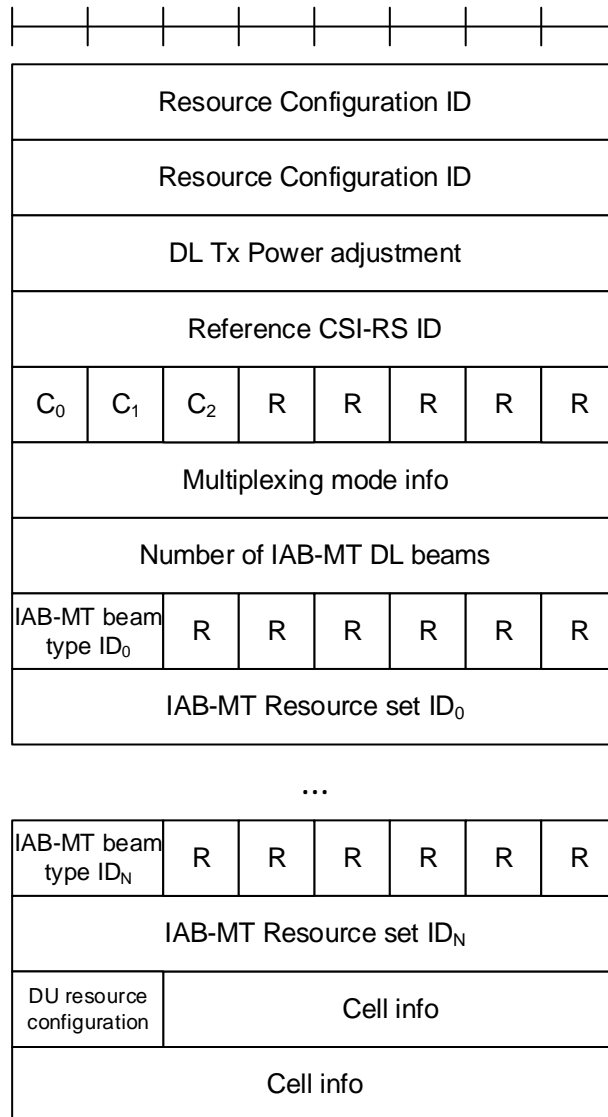 Resource Configuration ID
Resource Configuration ID
DL Tx Power adjustment
Reference CSI-RS ID
C₀ C₁ C₂ R R R R R
Multiplexing mode info
Number of IAB-MT DL beams
IAB-MT beam
type ID₀ R R R R R R
IAB-MT Resource set ID₀
...
IAB-MT beam
type ID_N R R R R R R
IAB-MT Resource set ID_N
DU resource
configuration
Cell info
Cell info